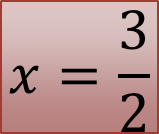 x = 3/2